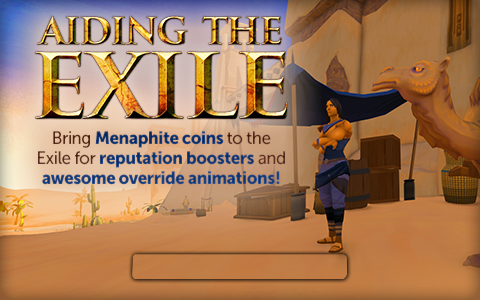 AIDING THE
EXILE
Bring Menaphite coins to the
Exile for reputation boosters and
awesome override animations!